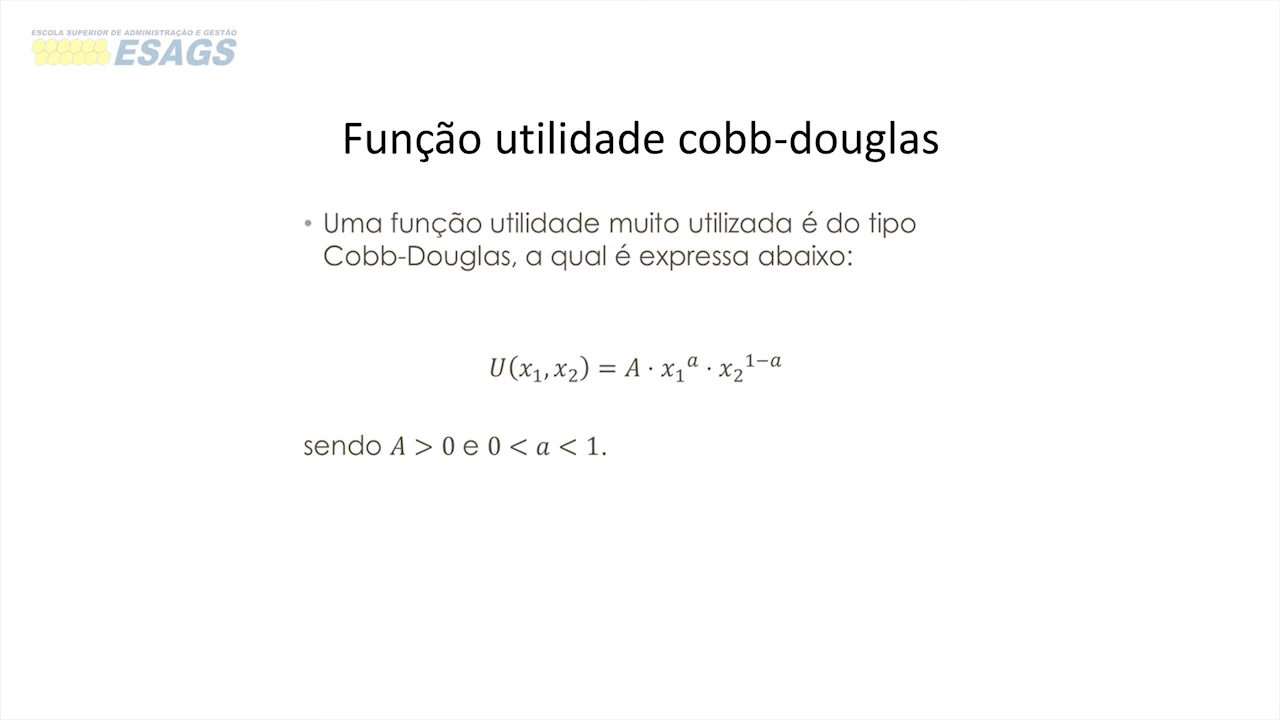 ESCOLA SUPERIOR DE ADMINISTRAÇÃO E GESTÃO
ESAGS
Função utilidade cobb-douglas
• Uma função utilidade muito utilizada é do tipo
Cobb-Douglas, a qual é expressa abaixo:
U(x₁, x₂) = A · x₁ᵃ · x₂¹⁻ᵃ
sendo A > 0 e 0 < a < 1.